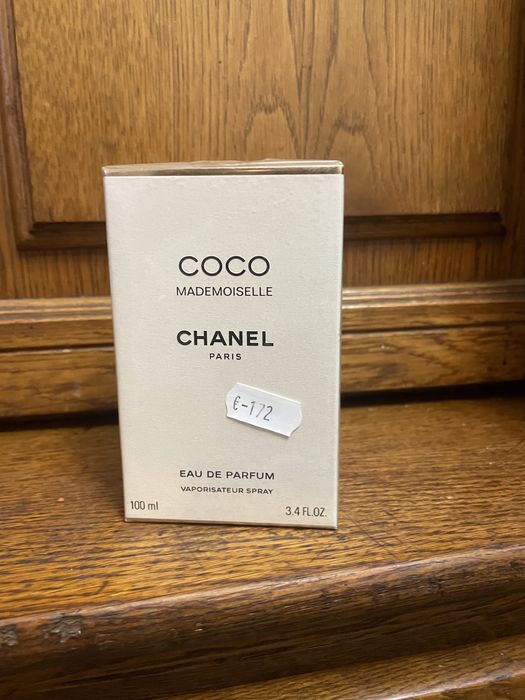 COCO
MADEMOISELLE
CHANEL
PARIS
€-172
EAU DE PARFUM
VAPORISATEUR SPRAY
100 ml
3.4 FL.OZ.